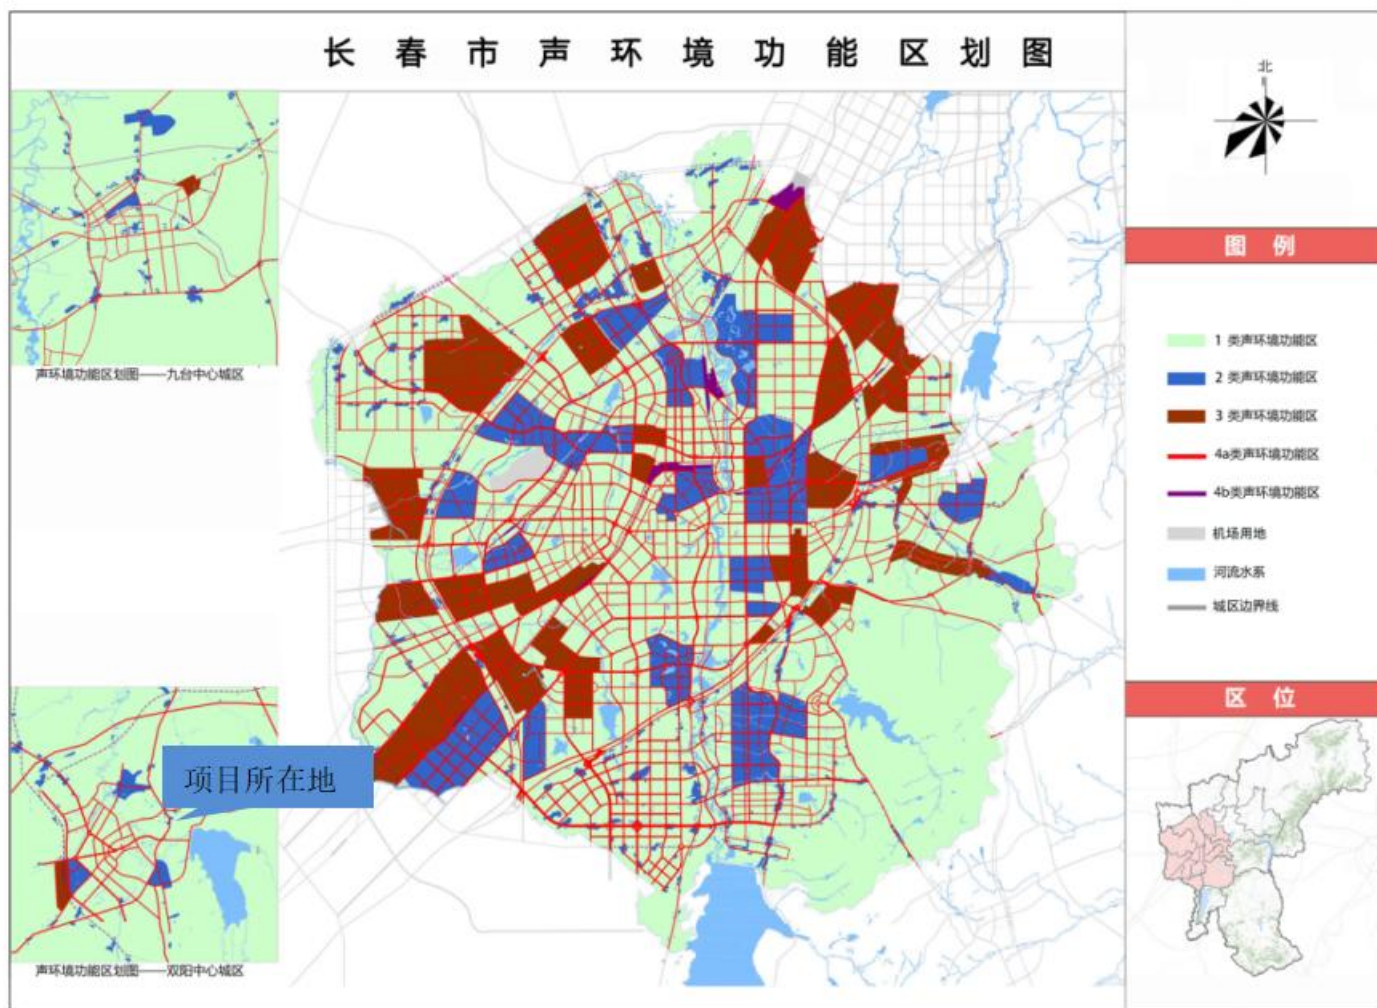 长春市声环境功能区划图
北
图例
1 类声环境功能区
2 类声环境功能区
3 类声环境功能区
4a类声环境功能区
4b类声环境功能区
机场用地
河流水系
城区边界线
区位
声环境功能区划图——九台中心城区
项目所在地
声环境功能区划图——双阳中心城区